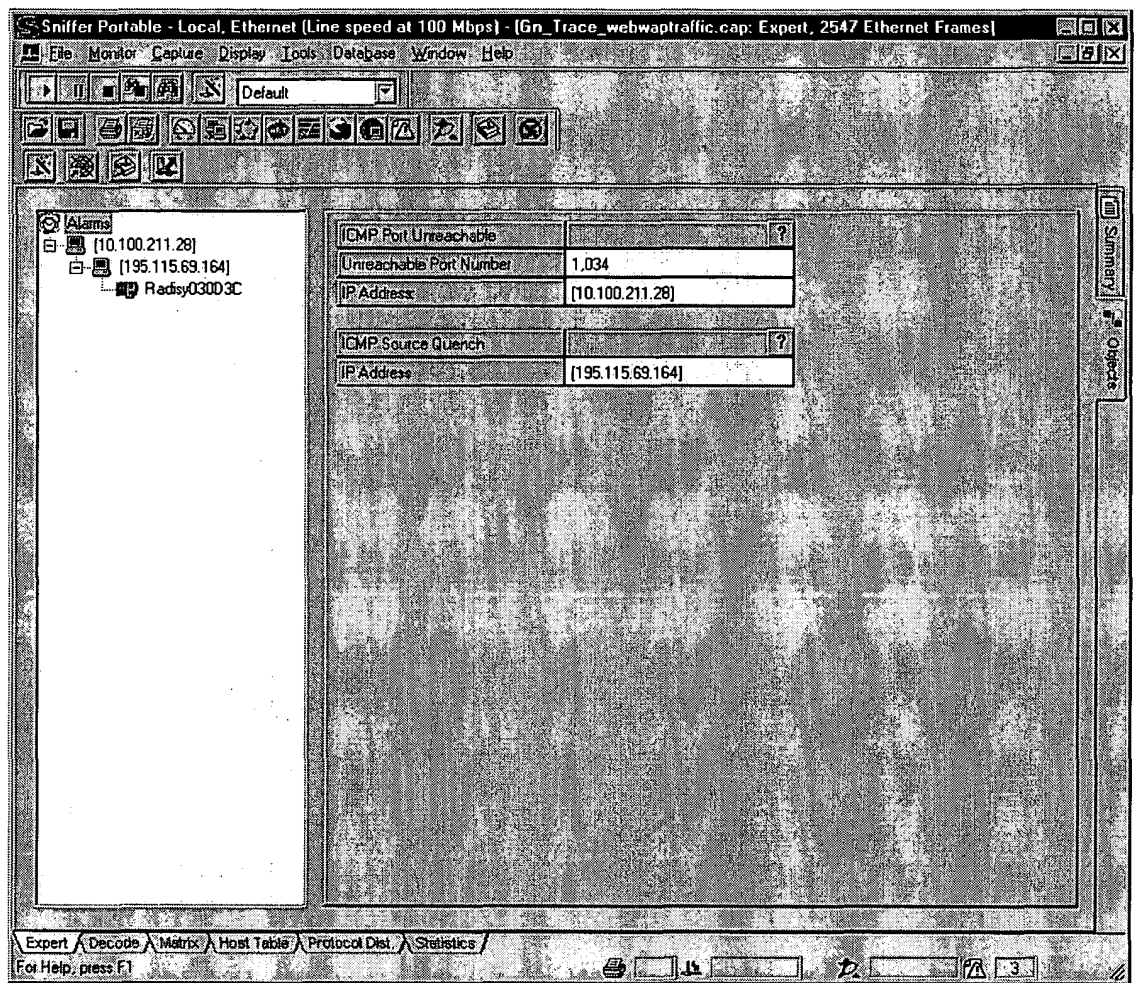 Sniffer Portable - Local, Ethernet (Line speed at 100 Mbps) - [Gn_Trace_webwaptraffic.cap: Expert, 2547 Ethernet Frames]
File Monitor Capture Display Tools Database Window Help
Default
Alarms
[10.100.211.28]
[195.115.69.164]
Radisy030D3C
ICMP Port Unreachable ?
Unreachable Port Number 1,034
IP Address [10.100.211.28]
ICMP Source Quench ?
IP Address [195.115.69.164]
Summary
Objects
Expert Decode Matrix Host Table Protocol Dist. Statistics
For Help, press F1
3